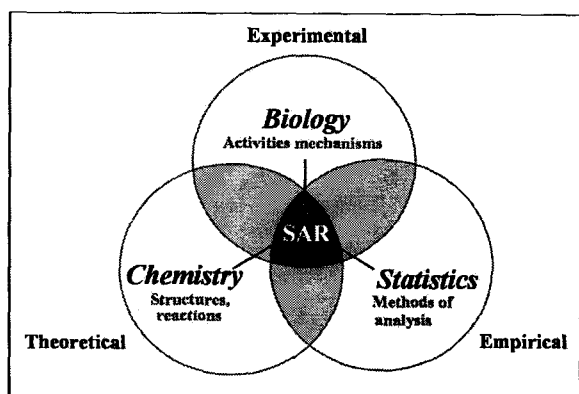 Experimental
Biology
Activities mechanisms
SAR
Chemistry
Structures,
reactions
Statistics
Methods of
analysis
Theoretical
Empirical